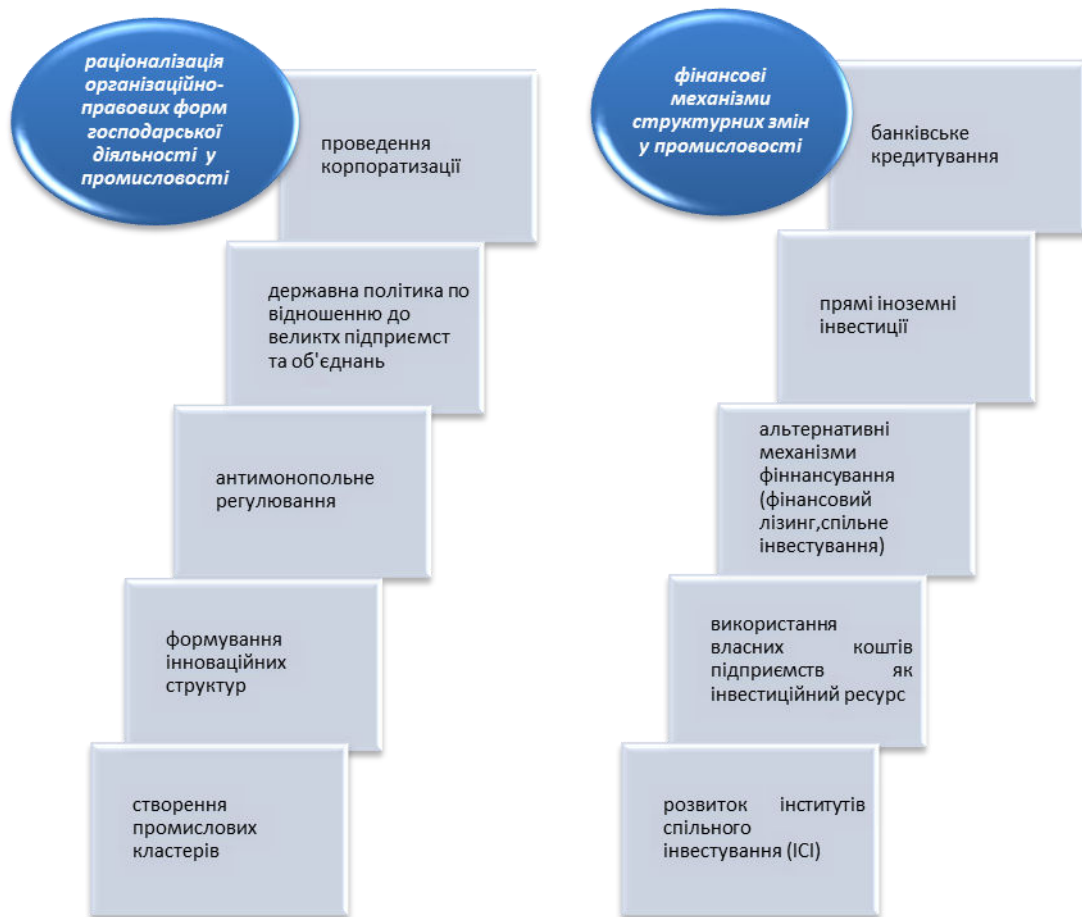 раціоналізація
організаційно-
правових форм
господарської
діяльності у
промисловості
проведення
корпоратизації
державна політика по
відношенню до
великтх підприємст
та об'єднань
антимонопольне
регулювання
формування
інноваційних
структур
створення
промислових
кластерів
фінансові
механізми
структурних змін
у промисловості
банківське
кредитування
прямі іноземні
інвестиції
альтернативні
механізми
фіннансування
(фінансовий
лізинг,спільне
інвестування)
використання
власних коштів
підприємств як
інвестиційний ресурс
розвиток інститутів
спільного
інвестування (ІСІ)